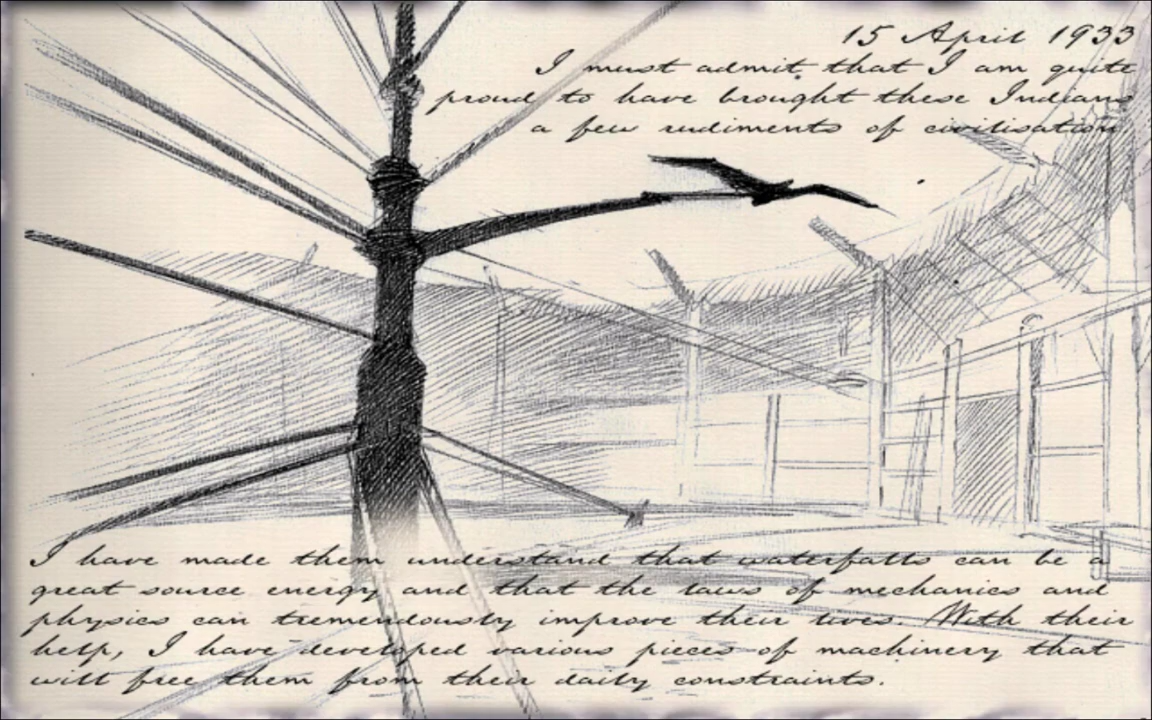 15 April 1933
I must admit that I am quite
proud to have brought these Indians
a few rudiments of civilisation
I have made them understand that waterfalls can be a
great source energy and that the laws of mechanics and
physics can tremendously improve their lives. With their
help, I have developed various pieces of machinery that
will free them from their daily constraints.